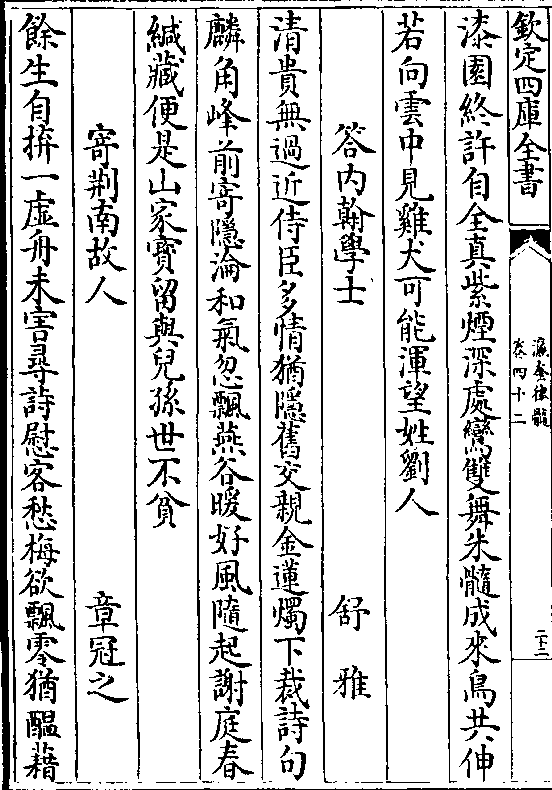 欽定四庫全書
瀛奎律髓
卷四十二
二十二
漆園終許自全真紫煙深處鸞雙舞朱髓成來鳥共伸
若向雲中見雞犬可能渾望姓劉人
答内翰學士　舒雅
清貴無過近侍臣多情猶隱舊交親金蓮燭下裁詩句
麟角峰前寄隱淪和氣忽飄燕谷暖好風隨起謝庭春
緘藏便是山家寳留與兒孫世不貧
寄荆南故人　章冠之
餘生自拚一虚舟未害尋詩慰客愁梅欲飄零猶醖藉